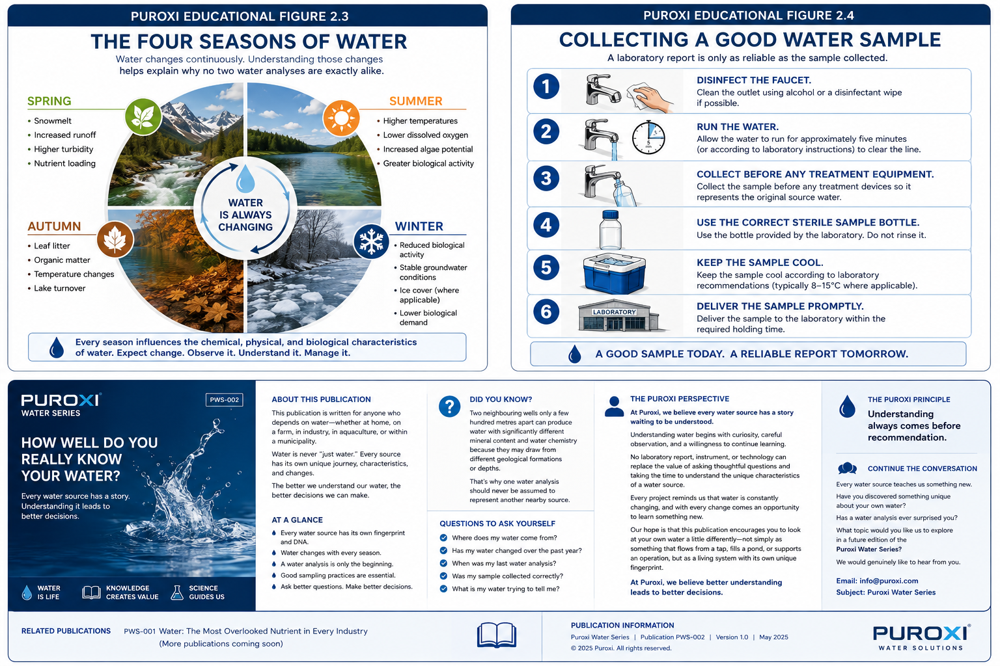 PUROXI EDUCATIONAL FIGURE 2.3
THE FOUR SEASONS OF WATER
Water changes continuously. Understanding those changes
helps explain why no two water analyses are exactly alike.
SPRING
• Snowmelt
• Increased runoff
• Higher turbidity
• Nutrient loading
SUMMER
• Higher temperatures
• Lower dissolved oxygen
• Increased algae potential
• Greater biological activity
WATER
IS ALWAYS
CHANGING
AUTUMN
• Leaf litter
• Organic matter
• Temperature changes
• Lake turnover
WINTER
• Reduced biological
activity
• Stable groundwater
conditions
• Ice cover (where
applicable)
• Lower biological
demand
Every season influences the chemical, physical, and biological characteristics
of water. Expect change. Observe it. Understand it. Manage it.
PUROXI EDUCATIONAL FIGURE 2.4
COLLECTING A GOOD WATER SAMPLE
A laboratory report is only as reliable as the sample collected.
1
DISINFECT THE FAUCET.
Clean the outlet using alcohol or a disinfectant wipe
if possible.
2
5
RUN THE WATER.
Allow the water to run for approximately five minutes
(or according to laboratory instructions) to clear the line.
3
COLLECT BEFORE ANY TREATMENT EQUIPMENT.
Collect the sample before any treatment devices so it
represents the original source water.
4
USE THE CORRECT STERILE SAMPLE BOTTLE.
Use the bottle provided by the laboratory. Do not rinse it.
5
KEEP THE SAMPLE COOL.
Keep the sample cool according to laboratory
recommendations (typically 8–15°C where applicable).
6
LABORATORY
DELIVER THE SAMPLE PROMPTLY.
Deliver the sample to the laboratory within the
required holding time.
A GOOD SAMPLE TODAY. A RELIABLE REPORT TOMORROW.
PUROXI®
WATER SERIES
PWS-002
HOW WELL DO YOU
REALLY KNOW
YOUR WATER?
Every water source has a story.
Understanding it leads to
better decisions.
WATER
IS LIFE
KNOWLEDGE
CREATES VALUE
SCIENCE
GUIDES US
ABOUT THIS PUBLICATION
This publication is written for anyone who
depends on water—whether at home, on
a farm, in industry, in aquaculture, or within
a municipality.
Water is never "just water." Every source
has its own unique journey, characteristics,
and changes.
The better we understand our water, the
better decisions we can make.
AT A GLANCE
Every water source has its own fingerprint
and DNA.
Water changes with every season.
A water analysis is only the beginning.
Good sampling practices are essential.
Ask better questions. Make better decisions.
?
DID YOU KNOW?
Two neighbouring wells only a few
hundred metres apart can produce
water with significantly different
mineral content and water chemistry
because they may draw from
different geological formations
or depths.
That's why one water analysis
should never be assumed to
represent another nearby source.
QUESTIONS TO ASK YOURSELF
Where does my water come from?
Has my water changed over the past year?
When was my last water analysis?
Was my sample collected correctly?
What is my water trying to tell me?
THE PUROXI PERSPECTIVE
At Puroxi, we believe every water source has a story
waiting to be understood.
Understanding water begins with curiosity, careful
observation, and a willingness to continue learning.
No laboratory report, instrument, or technology can
replace the value of asking thoughtful questions and
taking the time to understand the unique characteristics
of a water source.
Every project reminds us that water is constantly
changing, and with every change comes an opportunity
to learn something new.
Our hope is that this publication encourages you to look
at your own water a little differently—not simply as
something that flows from a tap, fills a pond, or supports
an operation, but as a living system with its own unique
fingerprint.
At Puroxi, we believe better understanding
leads to better decisions.
THE PUROXI PRINCIPLE
Understanding
always comes before
recommendation.
CONTINUE THE CONVERSATION
Every water source teaches us something new.
Have you discovered something unique
about your own water?
Has a water analysis ever surprised you?
What topic would you like us to explore
in a future edition of the
Puroxi Water Series?
We would genuinely like to hear from you.
Email: info@puroxi.com
Subject: Puroxi Water Series
RELATED PUBLICATIONS
PWS-001 Water: The Most Overlooked Nutrient in Every Industry
(More publications coming soon)
PUBLICATION INFORMATION
Puroxi Water Series | Publication PWS-002 | Version 1.0 | May 2025
© 2025 Puroxi. All rights reserved.
PUROXI®
WATER SOLUTIONS